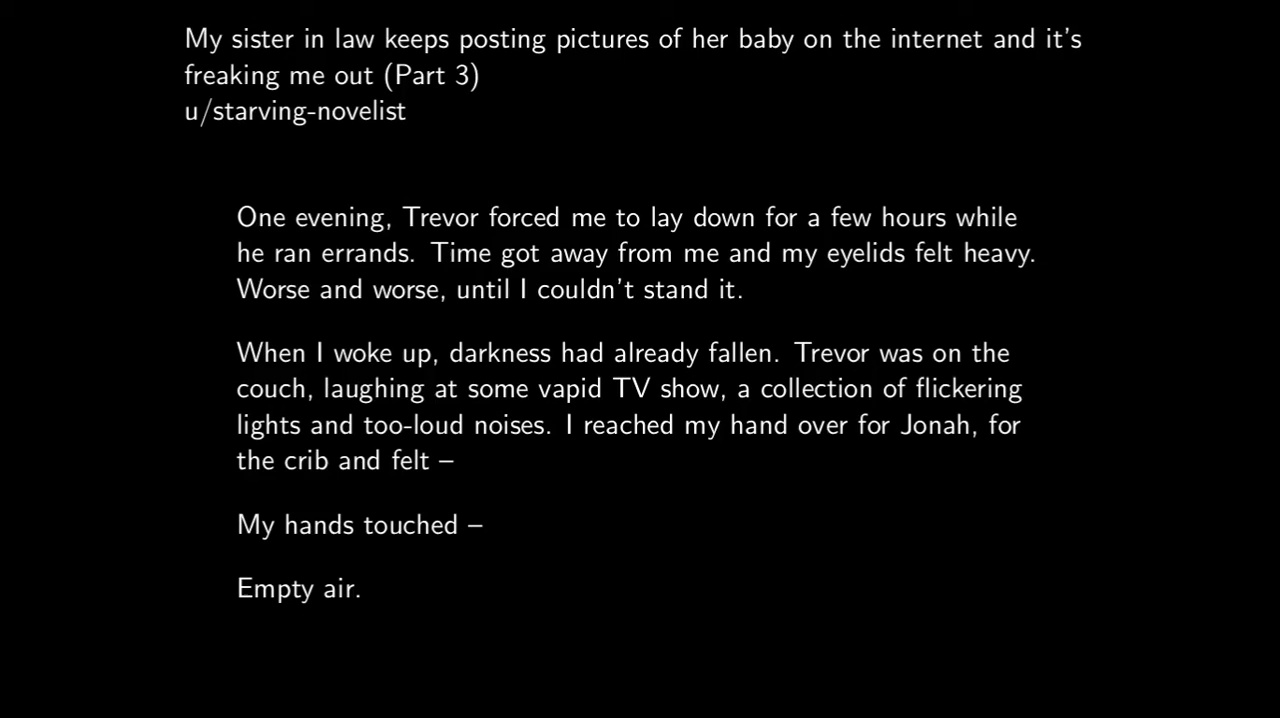 My sister in law keeps posting pictures of her baby on the internet and it's
freaking me out (Part 3)
u/starving-novelist
One evening, Trevor forced me to lay down for a few hours while
he ran errands. Time got away from me and my eyelids felt heavy.
Worse and worse, until I couldn't stand it.
When I woke up, darkness had already fallen. Trevor was on the
couch, laughing at some vapid TV show, a collection of flickering
lights and too-loud noises. I reached my hand over for Jonah, for
the crib and felt –
My hands touched –
Empty air.